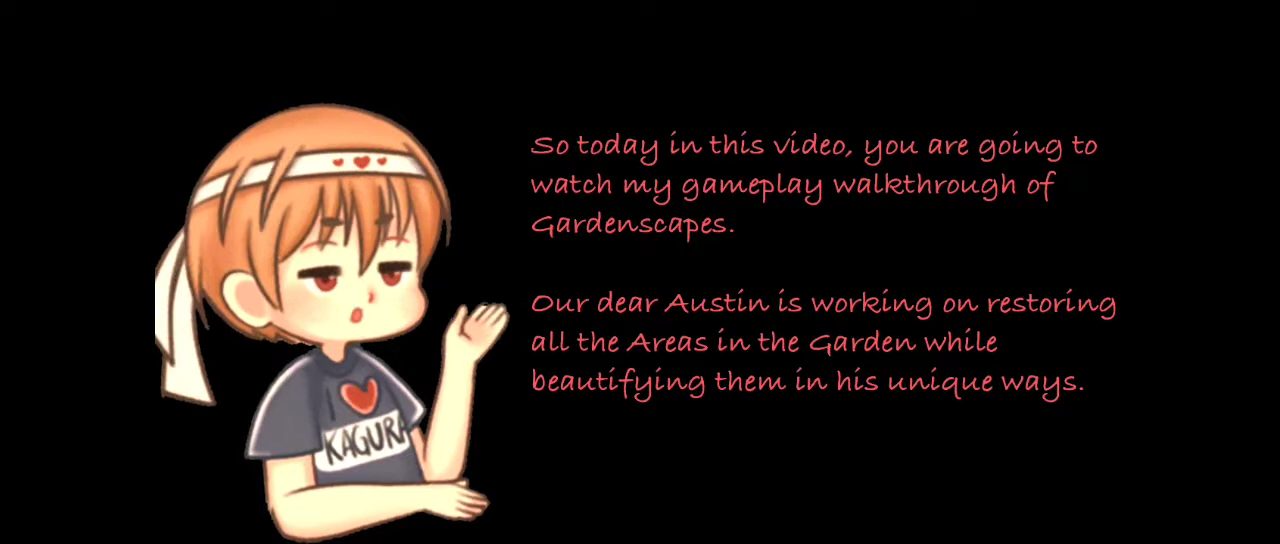 So today in this video, you are going to
watch my gameplay walkthrough of
Gardenscapes.
Our dear Austin is working on restoring
all the Areas in the Garden while
beautifying them in his unique ways.
KAGURA